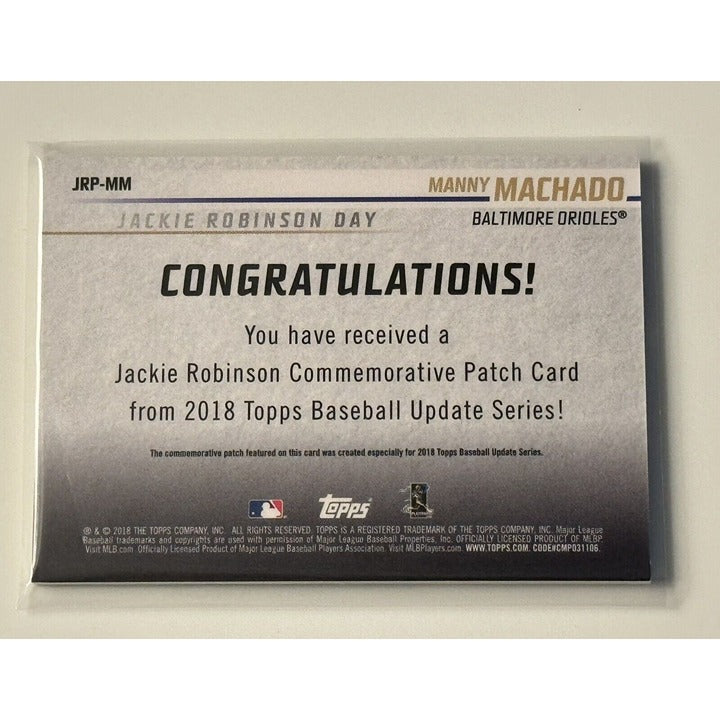 JRP-MM
MANNY MACHADO
JACKIE ROBINSON DAY
BALTIMORE ORIOLES®
CONGRATULATIONS!
You have received a
Jackie Robinson Commemorative Patch Card
from 2018 Topps Baseball Update Series!
The commemorative patch featured on this card was created especially for 2018 Topps Baseball Update Series.
Topps
® & © 2018 THE TOPPS COMPANY, INC. ALL RIGHTS RESERVED. TOPPS IS A REGISTERED TRADEMARK OF THE TOPPS COMPANY, INC. Major League
Baseball trademarks and copyrights are used with permission of Major League Baseball Properties, Inc. OFFICIALLY LICENSED PRODUCT OF MLBP.
Visit MLB.com. Officially Licensed Product of Major League Baseball Players Association. Visit MLBPlayers.com. WWW.TOPPS.COM. CODE#CMP031106.